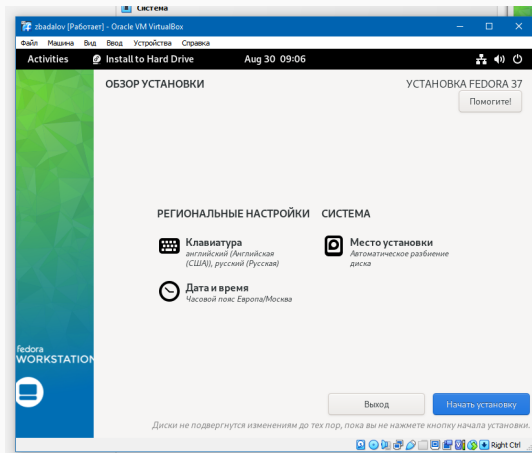 Система
zbadalov [Работает] - Oracle VM VirtualBox
Файл Машина Вид Ввод Устройства Справка
Activities Install to Hard Drive Aug 30 09:06
ОБЗОР УСТАНОВКИ УСТАНОВКА FEDORA 37
Помогите!
РЕГИОНАЛЬНЫЕ НАСТРОЙКИ СИСТЕМА
Клавиатура
английский (Английская
(США)), русский (Русская)
Место установки
Автоматическое разбиение
диска
Дата и время
Часовой пояс Европа/Москва
fedora
WORKSTATION
Выход Начать установку
Диски не подвергнутся изменениям до тех пор, пока вы не нажмете кнопку начала установки.
Right Ctrl